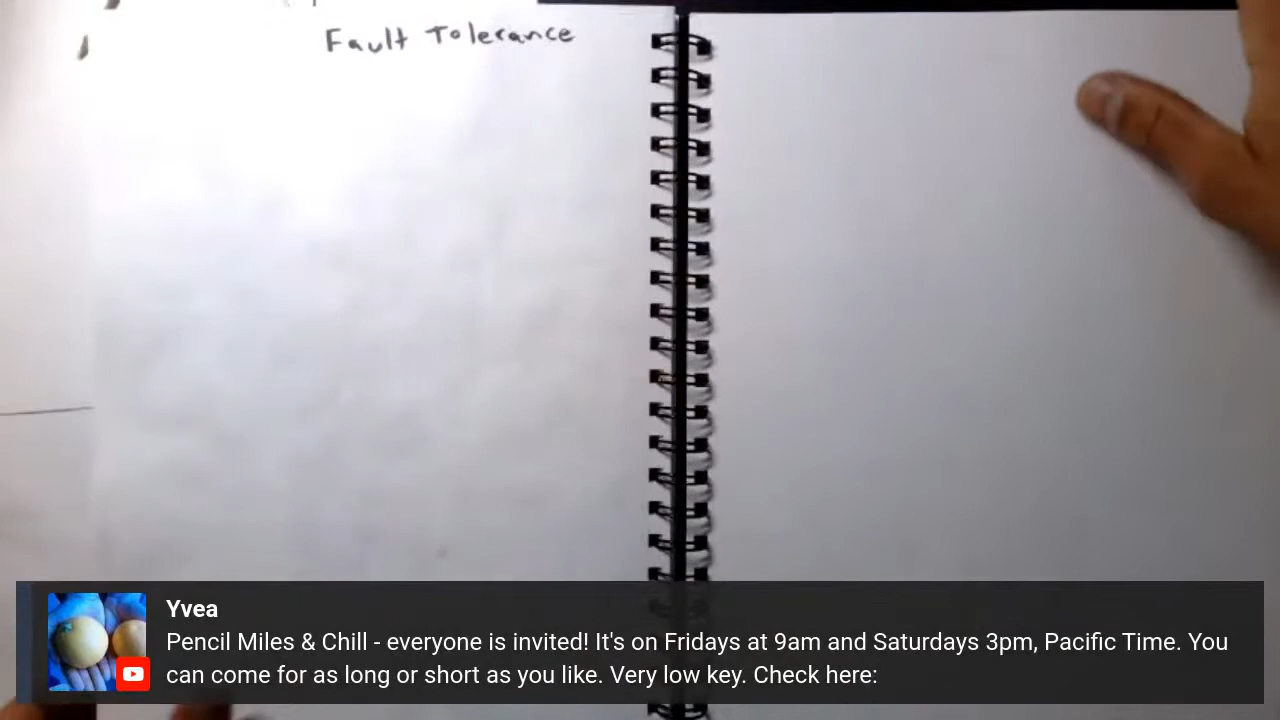 Fault Tolerance
Yvea
Pencil Miles & Chill - everyone is invited! It's on Fridays at 9am and Saturdays 3pm, Pacific Time. You
can come for as long or short as you like. Very low key. Check here: